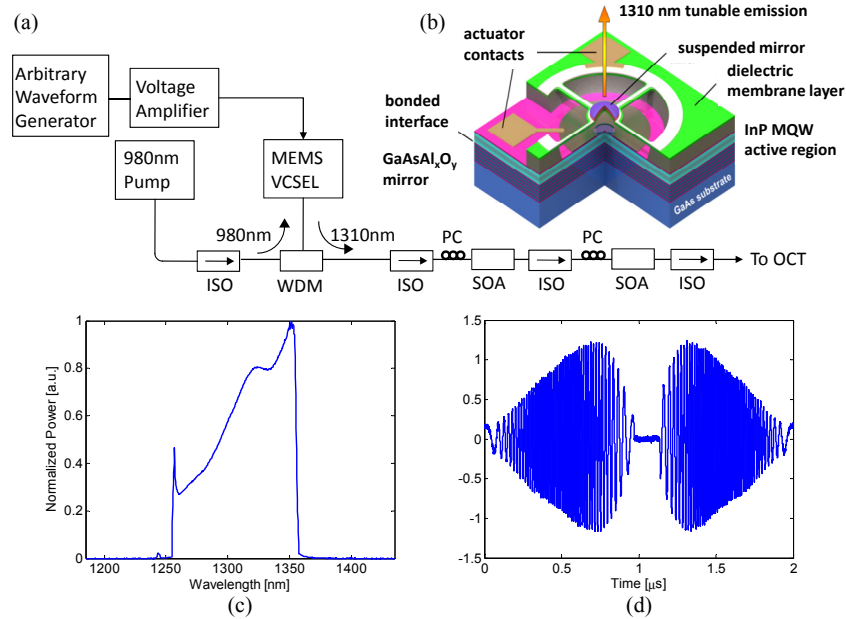 (a)
Arbitrary
Waveform
Generator
Voltage
Amplifier
980nm
Pump
MEMS
VCSEL
980nm
1310nm
ISO
WDM
ISO
PC
SOA
ISO
PC
SOA
ISO
To OCT
(b)
1310 nm tunable emission
actuator
contacts
suspended mirror
dielectric
membrane layer
bonded
interface
InP MQW
active region
GaAsAlxOy
mirror
GaAs substrate
Normalized Power [a.u.]
1
0.8
0.6
0.4
0.2
0
1200
1250
1300
1350
1400
Wavelength [nm]
(c)
1.5
1
0.5
0
-0.5
-1
-1.5
0
0.5
1
1.5
2
Time [μs]
(d)